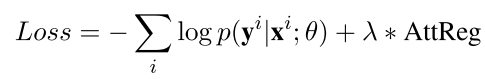 Loss = − ∑_i log p(𝐲^i|𝐱^i; θ) + λ ∗ AttReg